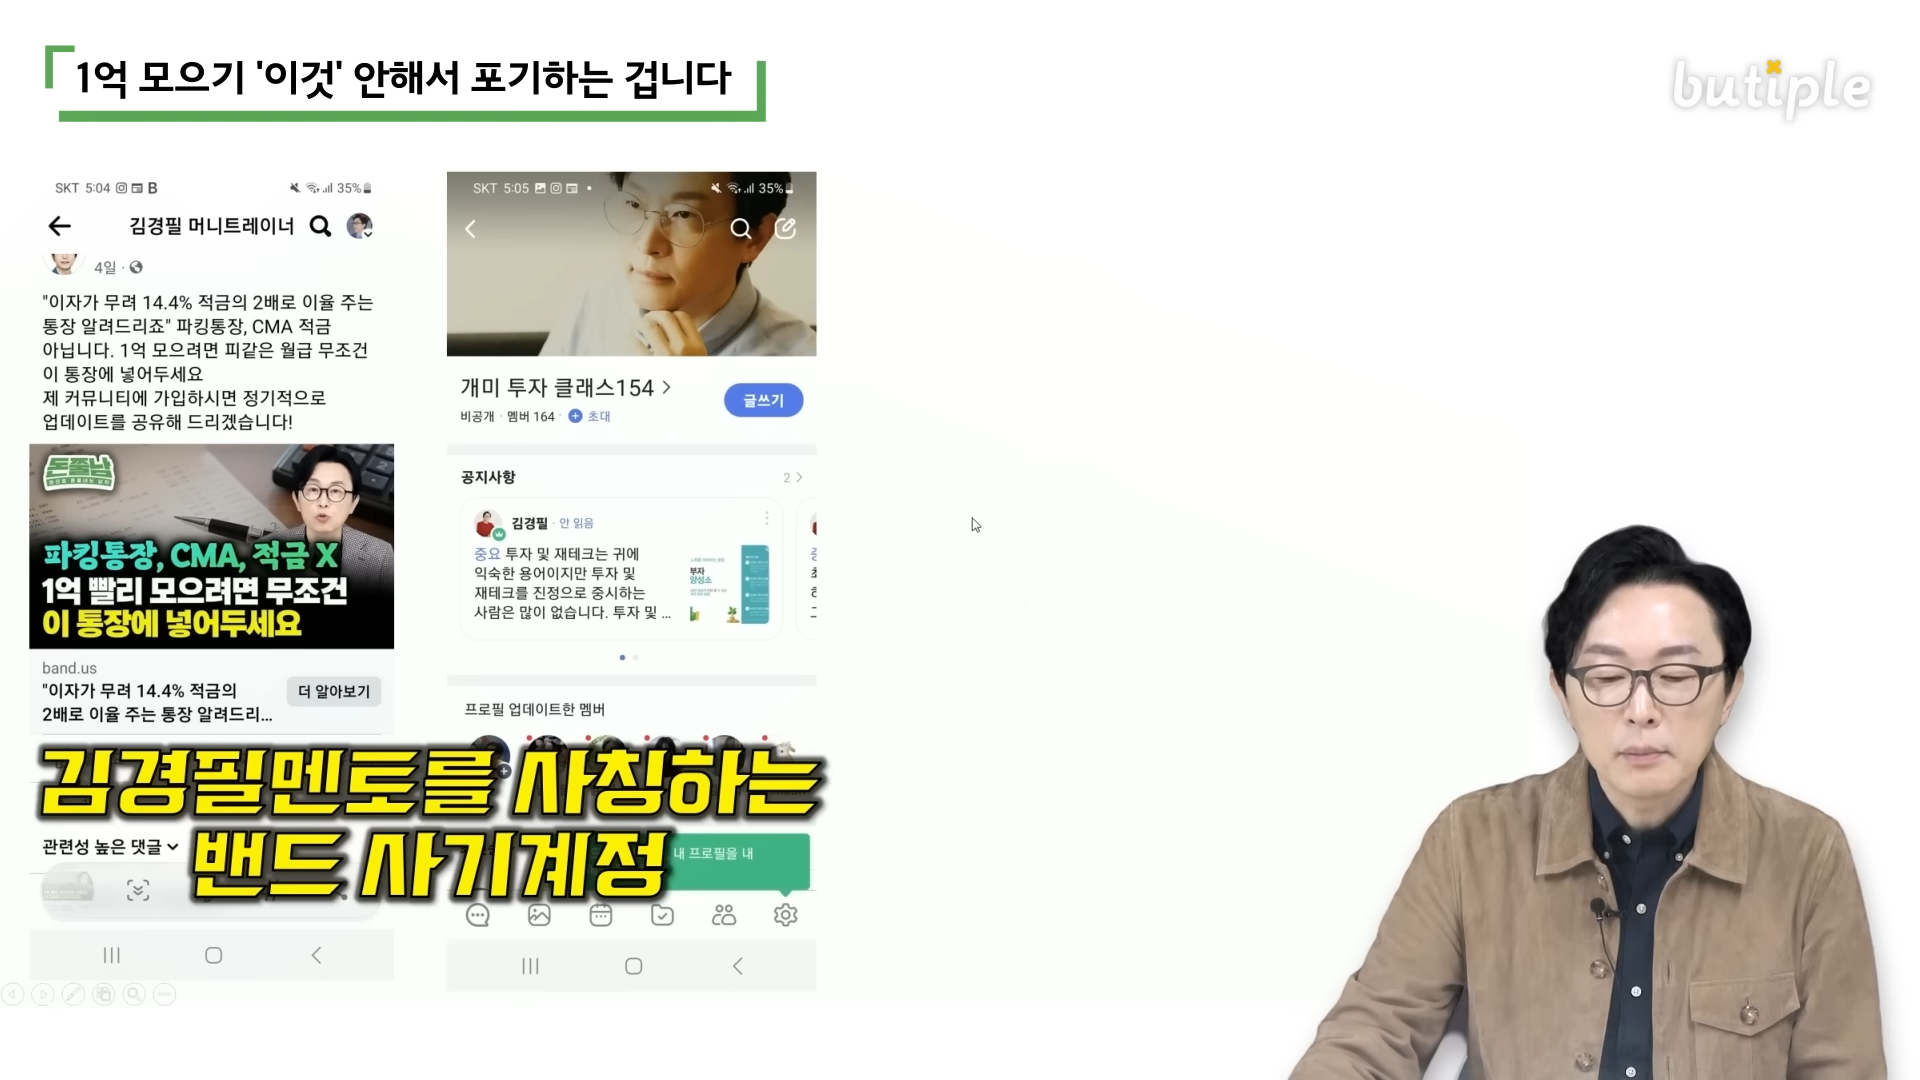 1억 모으기 '이것' 안해서 포기하는 겁니다
butiple
SKT 5:04 B 35%
김경필 머니트레이너
4일 ·
"이자가 무려 14.4% 적금의 2배로 이율 주는
통장 알려드리죠" 파킹통장, CMA 적금
아닙니다. 1억 모으려면 피같은 월급 무조건
이 통장에 넣어두세요
제 커뮤니티에 가입하시면 정기적으로
업데이트를 공유해 드리겠습니다!
돈쭐남
파킹통장, CMA, 적금 X
1억 빨리 모으려면 무조건
이 통장에 넣어두세요
band.us
"이자가 무려 14.4% 적금의
2배로 이율 주는 통장 알려드리...
더 알아보기
관련성 높은 댓글
SKT 5:05 • 35%
개미 투자 클래스154 >
비공개 · 멤버 164 · 초대
글쓰기
공지사항
2 >
김경필 · 안 읽음
중요 투자 및 재테크는 귀에
익숙한 용어이지만 투자 및
재테크를 진정으로 중시하는
사람은 많이 없습니다. 투자 및 ...
부자
양성소
프로필 업데이트한 멤버
내 프로필을 내
김경필멘토를 사칭하는
밴드 사기계정